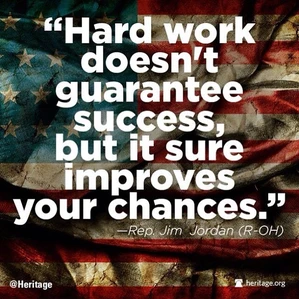 “Hard work
doesn't
guarantee
success,
but it sure
improves
your chances.”
—Rep. Jim Jordan (R-OH)
@Heritage
heritage.org